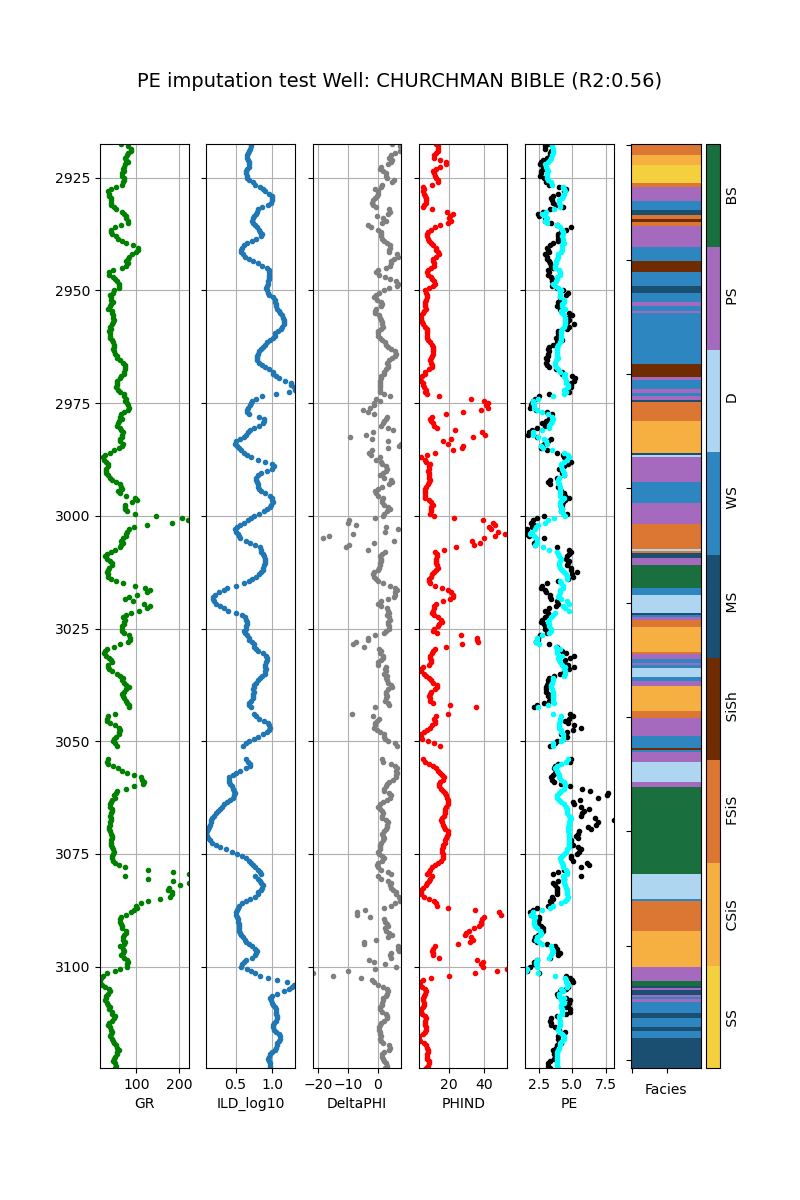 PE imputation test Well: CHURCHMAN BIBLE (R2:0.56)
2925
2950
2975
3000
3025
3050
3075
3100
100 200
0.5 1.0
−20 −10 0
20 40
2.5 5.0 7.5
GR
ILD_log10
DeltaPHI
PHIND
PE
Facies
BS
PS
D
WS
MS
SiSh
FSiS
CSiS
SS